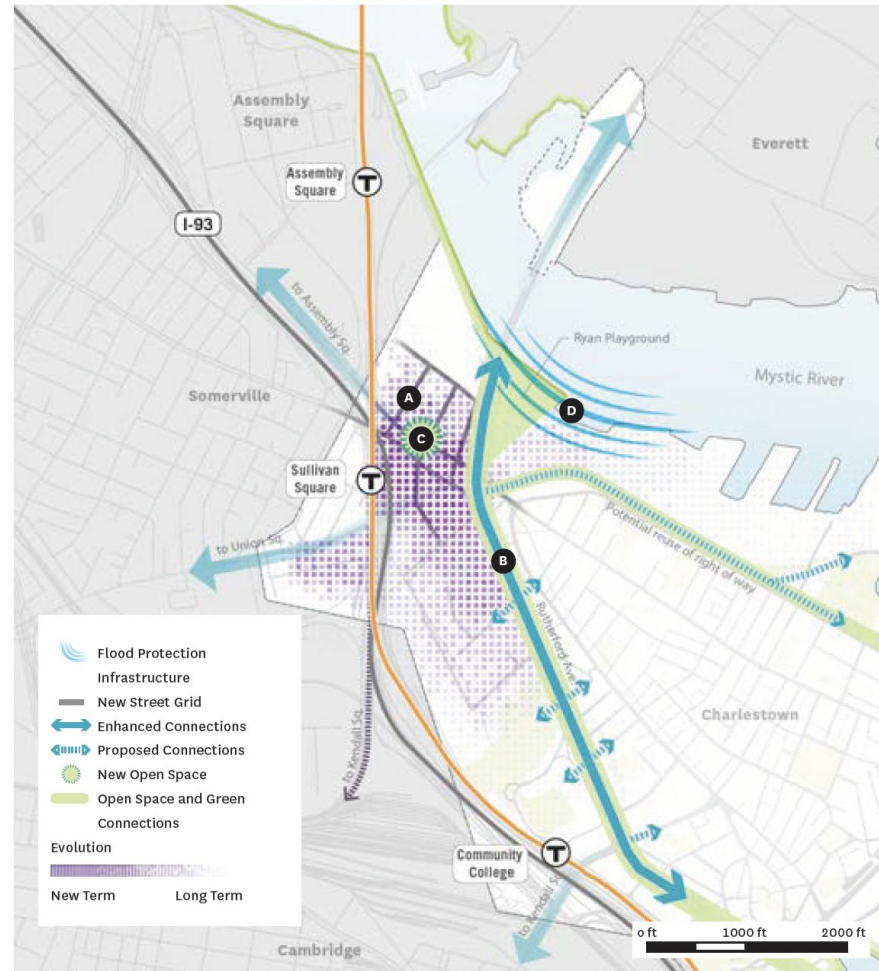 Assembly
Square
Everett
Assembly
Square
T
I-93
to Assembly Sq.
Ryan Playground
Mystic River
Somerville
A
D
C
Sullivan
Square
T
Potential reuse of right of way
to Union Sq.
B
Rutherford Ave.
Flood Protection
Infrastructure
New Street Grid
Enhanced Connections
Proposed Connections
New Open Space
Open Space and Green
Connections
Evolution
New Term
Long Term
to Kendall Sq.
Charlestown
Community
College
T
to Kendall Sq.
Cambridge
0 ft
1000 ft
2000 ft